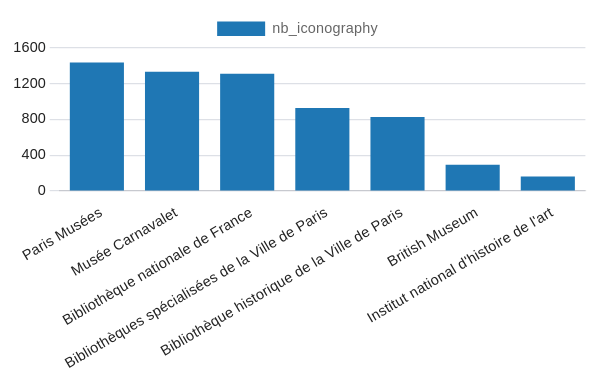 nb_iconography
1600
1200
800
400
0
Paris Musées
Musée Carnavalet
Bibliothèque nationale de France
Bibliothèques spécialisées de la Ville de Paris
Bibliothèque historique de la Ville de Paris
British Museum
Institut national d'histoire de l'art